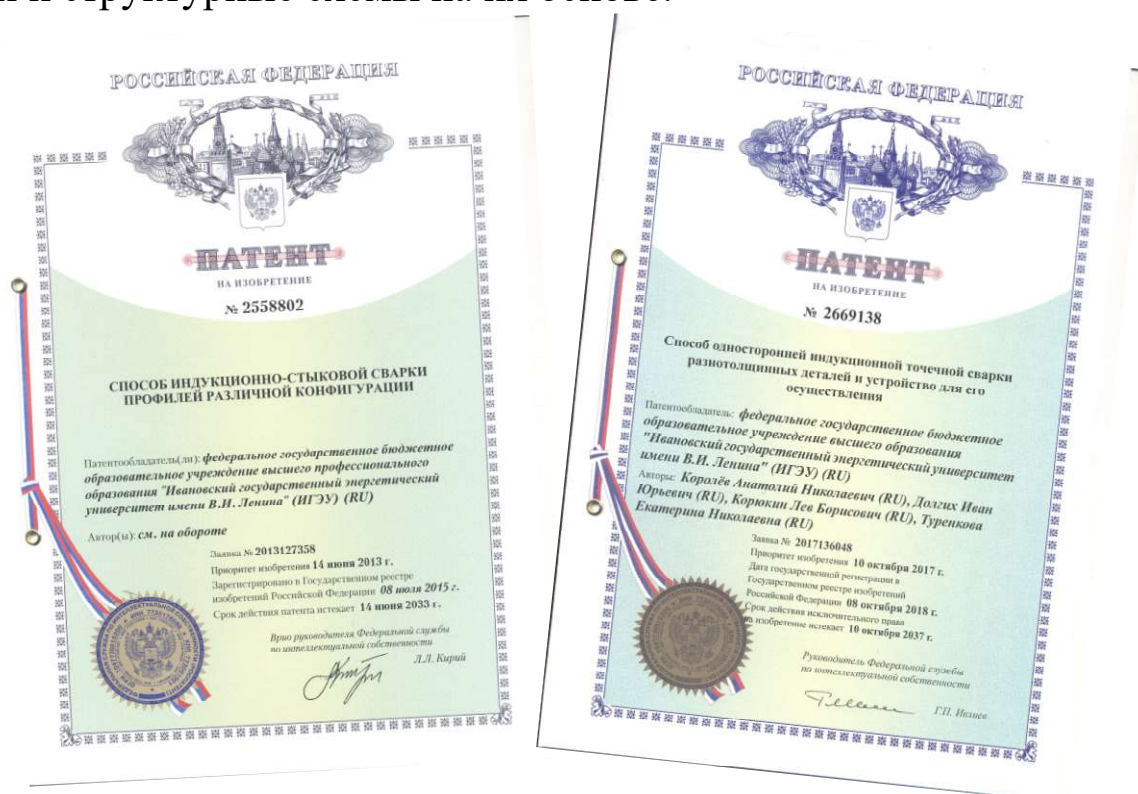 и структурные схемы на их основе.
РОССИЙСКАЯ ФЕДЕРАЦИЯ
ПАТЕНТ
НА ИЗОБРЕТЕНИЕ
№ 2558802
СПОСОБ ИНДУКЦИОННО-СТЫКОВОЙ СВАРКИ
ПРОФИЛЕЙ РАЗЛИЧНОЙ КОНФИГУРАЦИИ
Патентообладатель(ли): федеральное государственное бюджетное
образовательное учреждение высшего профессионального
образования "Ивановский государственный энергетический
университет имени В.И. Ленина" (ИГЭУ) (RU)
Автор(ы): см. на обороте
Заявка № 2013127358
Приоритет изобретения 14 июня 2013 г.
Зарегистрировано в Государственном реестре
изобретений Российской Федерации 08 июля 2015 г.
Срок действия патента истекает 14 июня 2033 г.
Врио руководителя Федеральной службы
по интеллектуальной собственности
Л.Л. Кирий
РОССИЙСКАЯ ФЕДЕРАЦИЯ
ПАТЕНТ
НА ИЗОБРЕТЕНИЕ
№ 2669138
Способ односторонней индукционной точечной сварки
разнотолщинных деталей и устройство для его
осуществления
Патентообладатель: федеральное государственное бюджетное
образовательное учреждение высшего образования
"Ивановский государственный энергетический университет
имени В.И. Ленина" (ИГЭУ) (RU)
Авторы: Королёв Анатолий Николаевич (RU), Долгих Иван
Юрьевич (RU), Корюкин Лев Борисович (RU), Туренкова
Екатерина Николаевна (RU)
Заявка № 2017136048
Приоритет изобретения 10 октября 2017 г.
Дата государственной регистрации в
Государственном реестре изобретений
Российской Федерации 08 октября 2018 г.
Срок действия исключительного права
на изобретение истекает 10 октября 2037 г.
Руководитель Федеральной службы
по интеллектуальной собственности
Г.П. Ивлиев